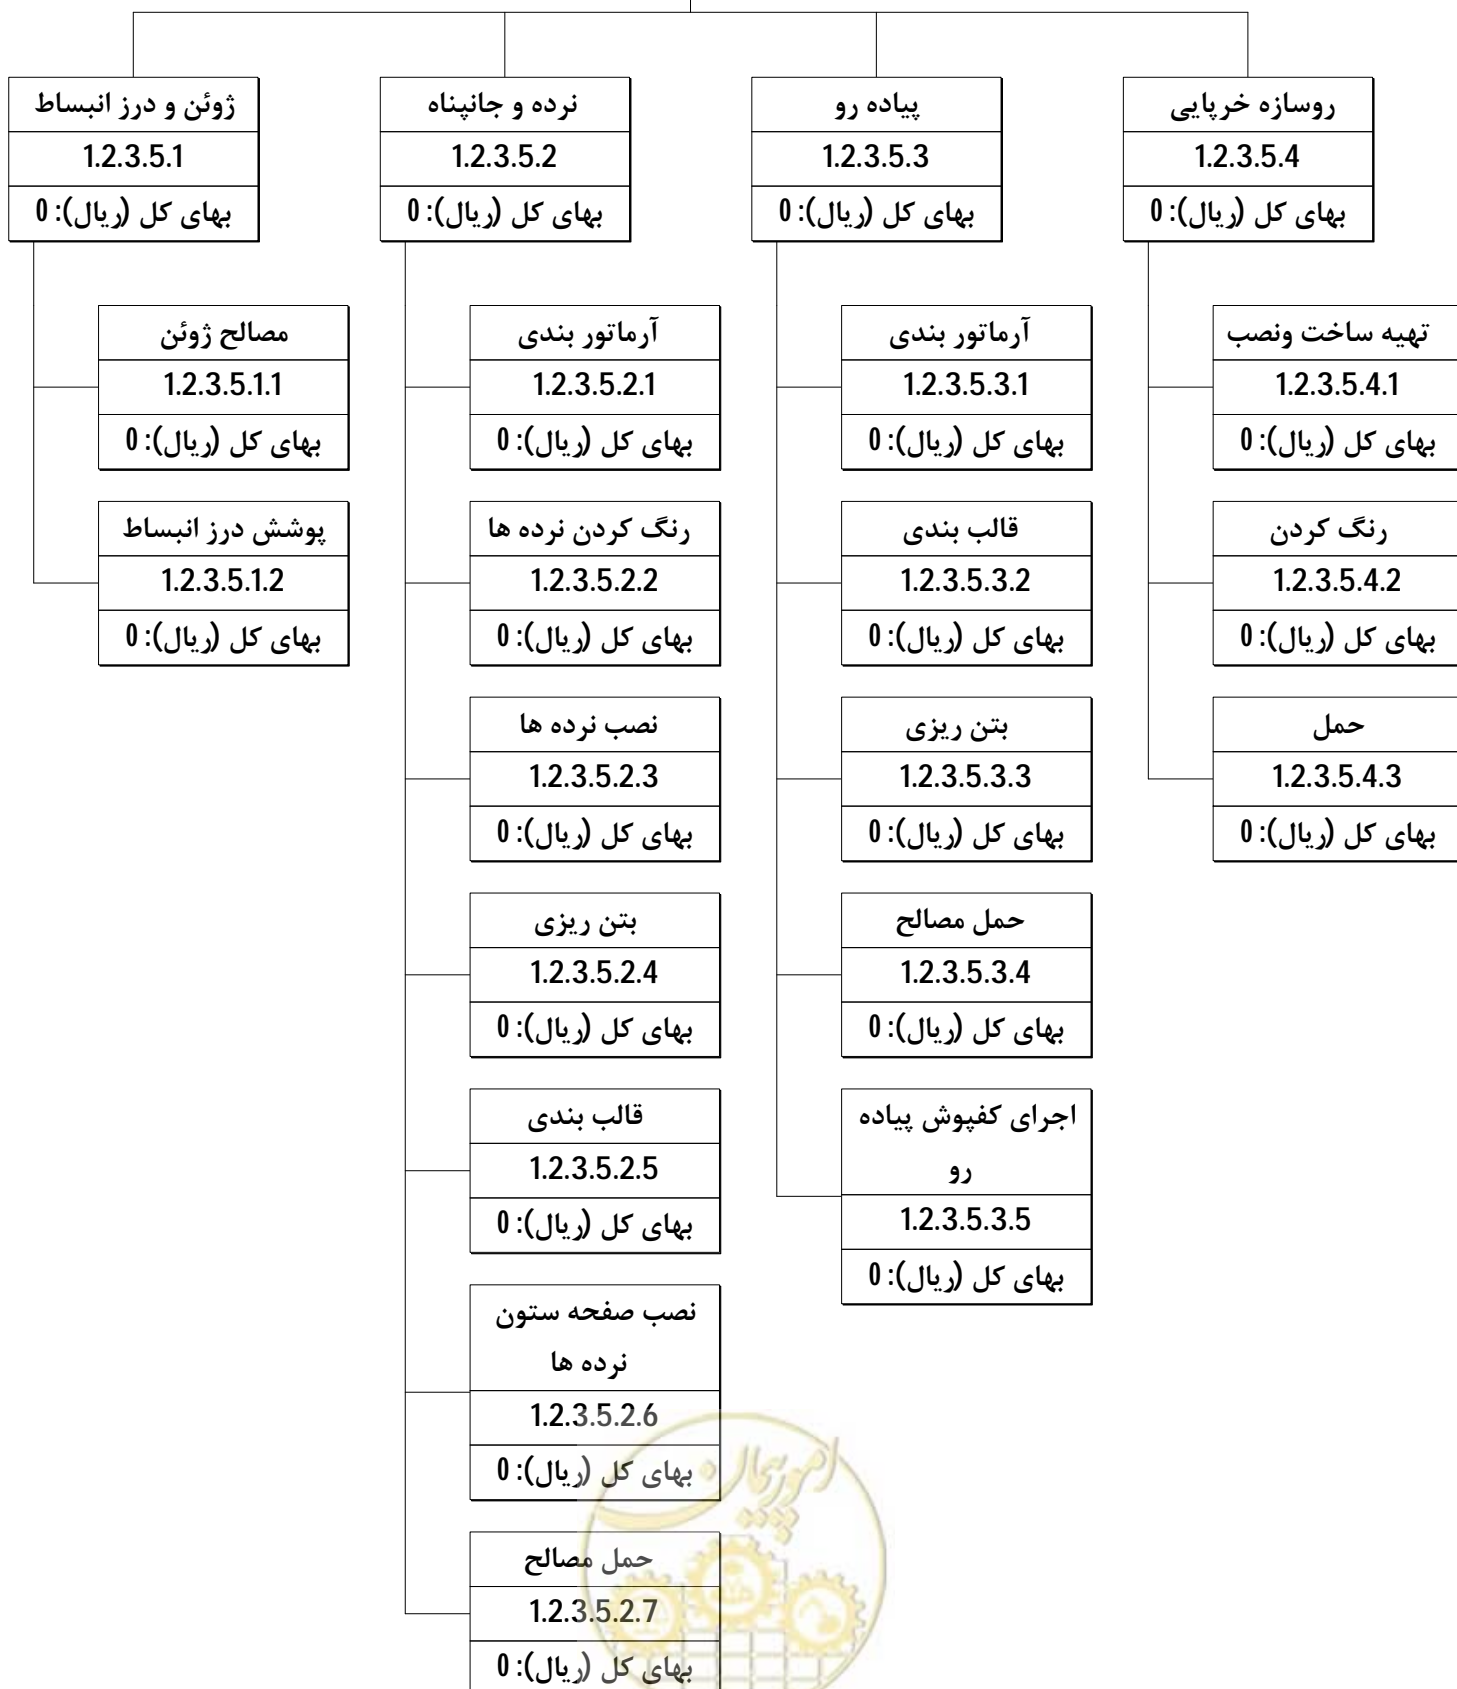 ژوئن و درز انبساط
1.2.3.5.1
بهای کل (ریال): 0
مصالح ژوئن
1.2.3.5.1.1
بهای کل (ریال): 0
پوشش درز انبساط
1.2.3.5.1.2
بهای کل (ریال): 0
نرده و جانپناه
1.2.3.5.2
بهای کل (ریال): 0
آرماتور بندی
1.2.3.5.2.1
بهای کل (ریال): 0
رنگ کردن نرده ها
1.2.3.5.2.2
بهای کل (ریال): 0
نصب نرده ها
1.2.3.5.2.3
بهای کل (ریال): 0
بتن ریزی
1.2.3.5.2.4
بهای کل (ریال): 0
قالب بندی
1.2.3.5.2.5
بهای کل (ریال): 0
نصب صفحه ستون
نرده ها
1.2.3.5.2.6
بهای کل (ریال): 0
حمل مصالح
1.2.3.5.2.7
بهای کل (ریال): 0
پیاده رو
1.2.3.5.3
بهای کل (ریال): 0
آرماتور بندی
1.2.3.5.3.1
بهای کل (ریال): 0
قالب بندی
1.2.3.5.3.2
بهای کل (ریال): 0
بتن ریزی
1.2.3.5.3.3
بهای کل (ریال): 0
حمل مصالح
1.2.3.5.3.4
بهای کل (ریال): 0
اجرای کفپوش پیاده
رو
1.2.3.5.3.5
بهای کل (ریال): 0
روسازه خرپایی
1.2.3.5.4
بهای کل (ریال): 0
تهیه ساخت ونصب
1.2.3.5.4.1
بهای کل (ریال): 0
رنگ کردن
1.2.3.5.4.2
بهای کل (ریال): 0
حمل
1.2.3.5.4.3
بهای کل (ریال): 0
امور پیمان